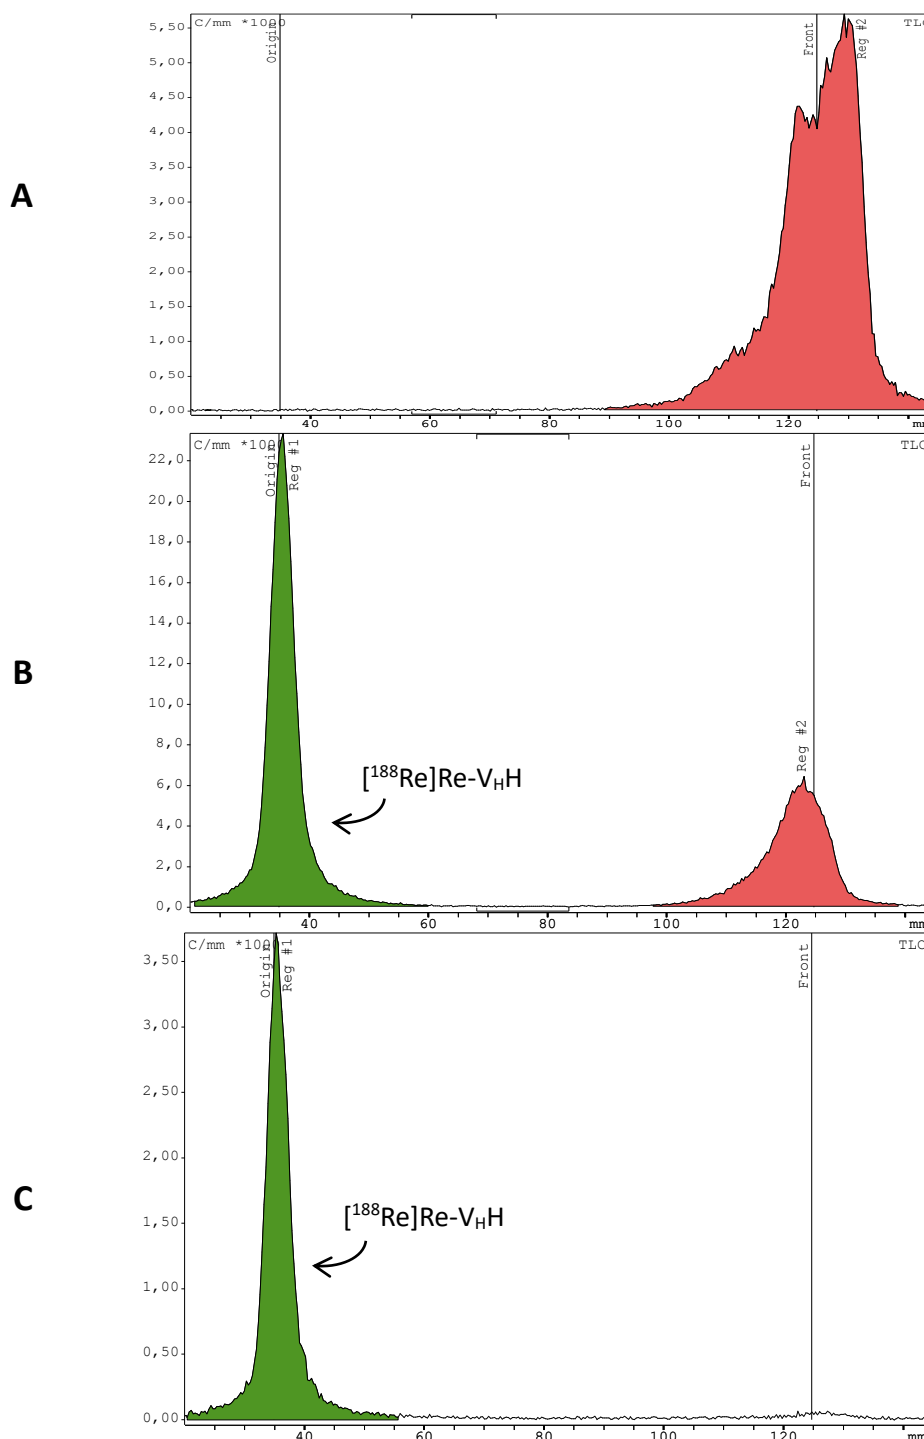 A
C/mm *1000
Origin
Front
Reg #2
TLC
5,50
5,00
4,50
4,00
3,50
3,00
2,50
2,00
1,50
1,00
0,50
0,00
40 60 80 100 120
B
C/mm *1000
Origin
Reg #1
Reg #2
Front
TLC
22,0
20,0
18,0
16,0
14,0
12,0
10,0
8,0
6,0
4,0
2,0
0,0
[¹⁸⁸Re]Re-VHH
40 60 80 100 120 mm
C
C/mm *1000
Origin
Reg #1
Front
TLC
3,50
3,00
2,50
2,00
1,50
1,00
0,50
0,00
[¹⁸⁸Re]Re-VHH
40 60 80 100 120